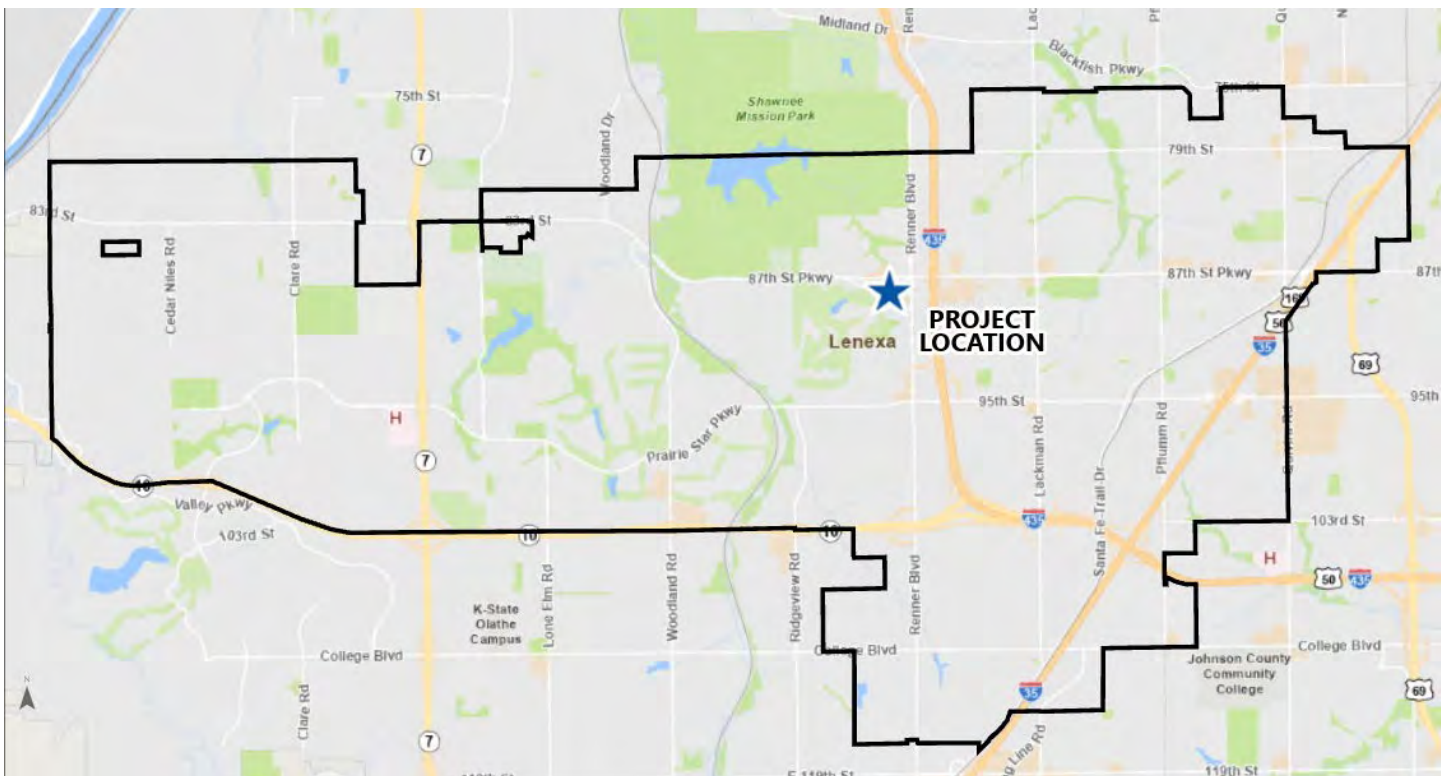 Midland Dr
Blackfish Pkwy
75th St
75th St
Shawnee
Mission Park
Woodland Dr
7
79th St
83rd St
83rd St
Renner Blvd
435
Cedar Niles Rd
Clare Rd
87th St Pkwy
87th St Pkwy
87th
169
50
PROJECT
LOCATION
Lenexa
35
69
95th St
95th
H
Prairie Star Pkwy
7
Lackman Rd
Pflumm Rd
Santa Fe-Trail-Dr
10
Valley Pkwy
103rd St
10
10
435
103rd St
H
50
435
K-State
Olathe
Campus
Lone Elm Rd
Woodland Rd
Ridgeview Rd
Renner Blvd
College Blvd
College Blvd
College Blvd
Johnson County
Community
College
Clare Rd
35
69
N
7
119th St